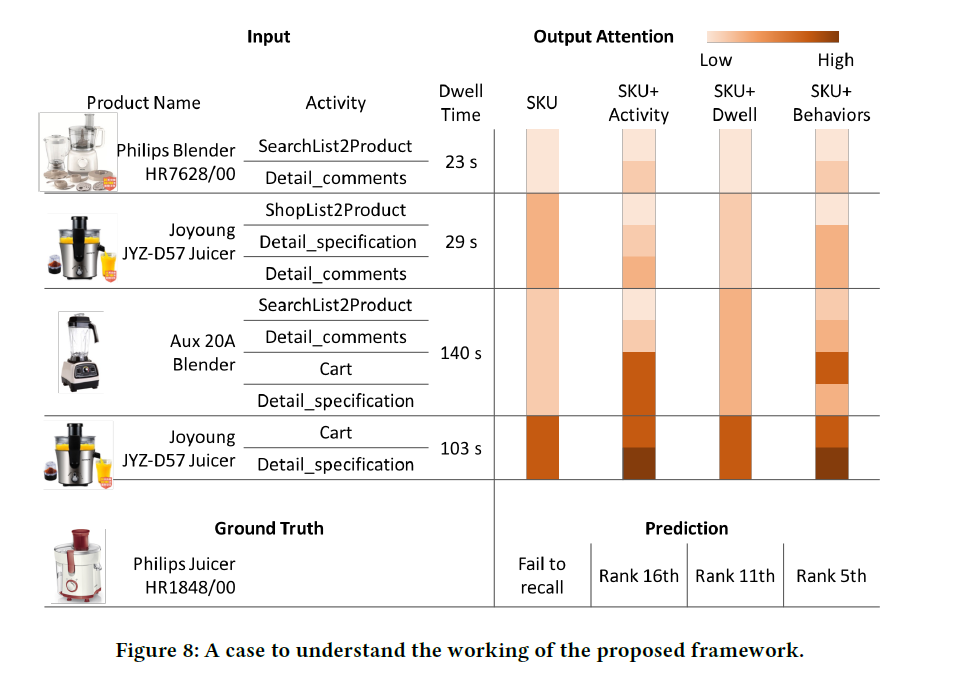 Input
Output Attention
Low
High
Product Name
Activity
Dwell
Time
SKU
SKU+
Activity
SKU+
Dwell
SKU+
Behaviors
Philips Blender
HR7628/00
SearchList2Product
Detail_comments
23 s
Joyoung
JYZ-D57 Juicer
ShopList2Product
Detail_specification
Detail_comments
29 s
Aux 20A
Blender
SearchList2Product
Detail_comments
Cart
Detail_specification
140 s
Joyoung
JYZ-D57 Juicer
Cart
Detail_specification
103 s
Ground Truth
Prediction
Philips Juicer
HR1848/00
Fail to
recall
Rank 16th
Rank 11th
Rank 5th
Figure 8: A case to understand the working of the proposed framework.